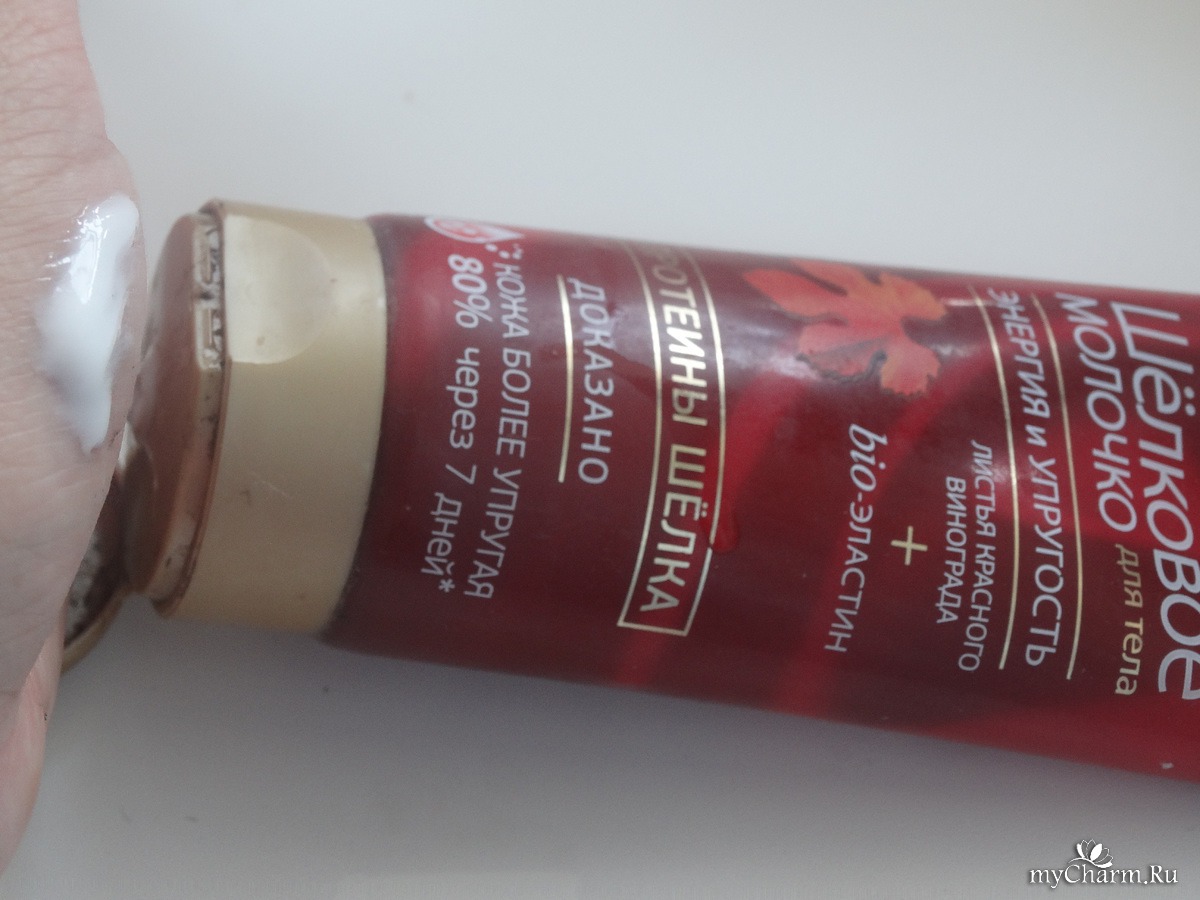 Шёлковое
молочко для тела
ЭНЕРГИЯ и УПРУГОСТЬ
ЛИСТЬЯ КРАСНОГО
ВИНОГРАДА
+
bio-ЭЛАСТИН
ПРОТЕИНЫ ШЁЛКА
ДОКАЗАНО
КОЖА БОЛЕЕ УПРУГАЯ
80% через 7 дней*
myCharm.Ru